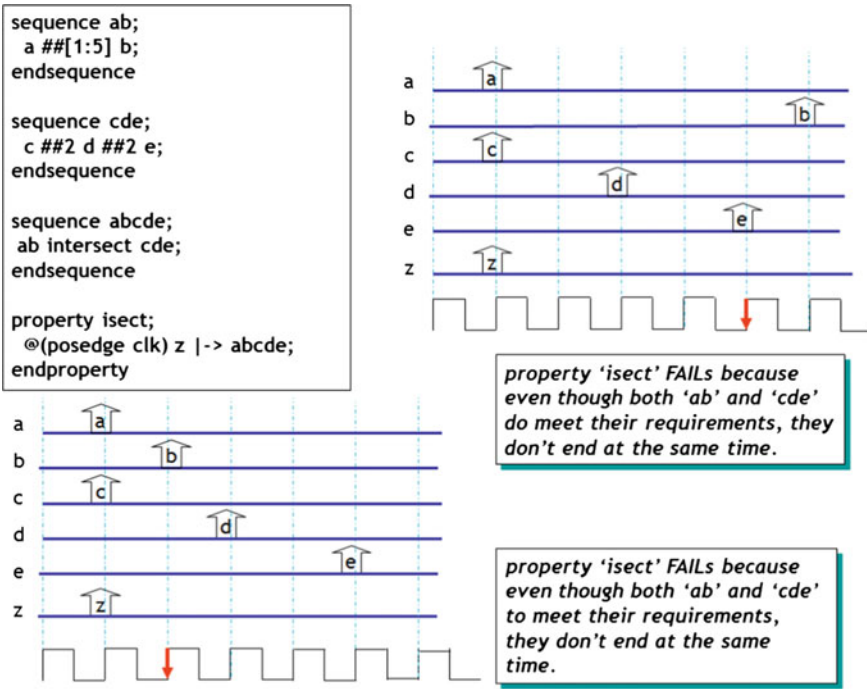 sequence ab;
a ##[1:5] b;
endsequence
sequence cde;
c ##2 d ##2 e;
endsequence
sequence abcde;
ab intersect cde;
endsequence
property isect;
@(posedge clk) z |-> abcde;
endproperty
a a
b b
c c
d d
e e
z z
property ‘isect’ FAILs because
even though both ‘ab’ and ‘cde’
do meet their requirements, they
don’t end at the same time.
a a
b b
c c
d d
e e
z z
property ‘isect’ FAILs because
even though both ‘ab’ and ‘cde’
to meet their requirements,
they don’t end at the same
time.